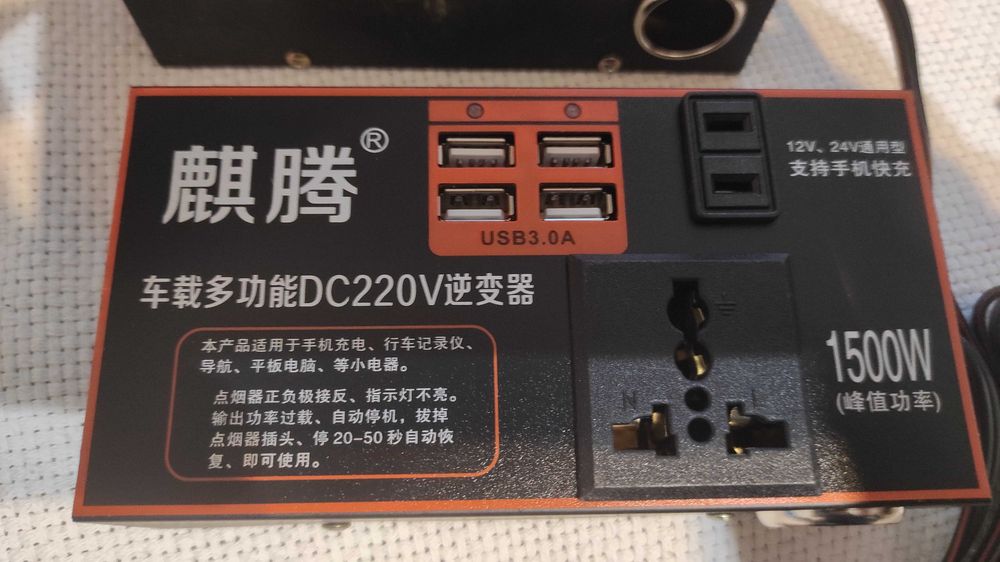 麒腾®
USB3.0A
12V、24V通用型
支持手机快充
车载多功能DC220V逆变器
本产品适用于手机充电、行车记录仪、
导航、平板电脑、等小电器。
点烟器正负极接反、指示灯不亮。
输出功率过载、自动停机，拔掉
点烟器插头、停20-50秒自动恢
复、即可使用。
N
L
1500W
(峰值功率)